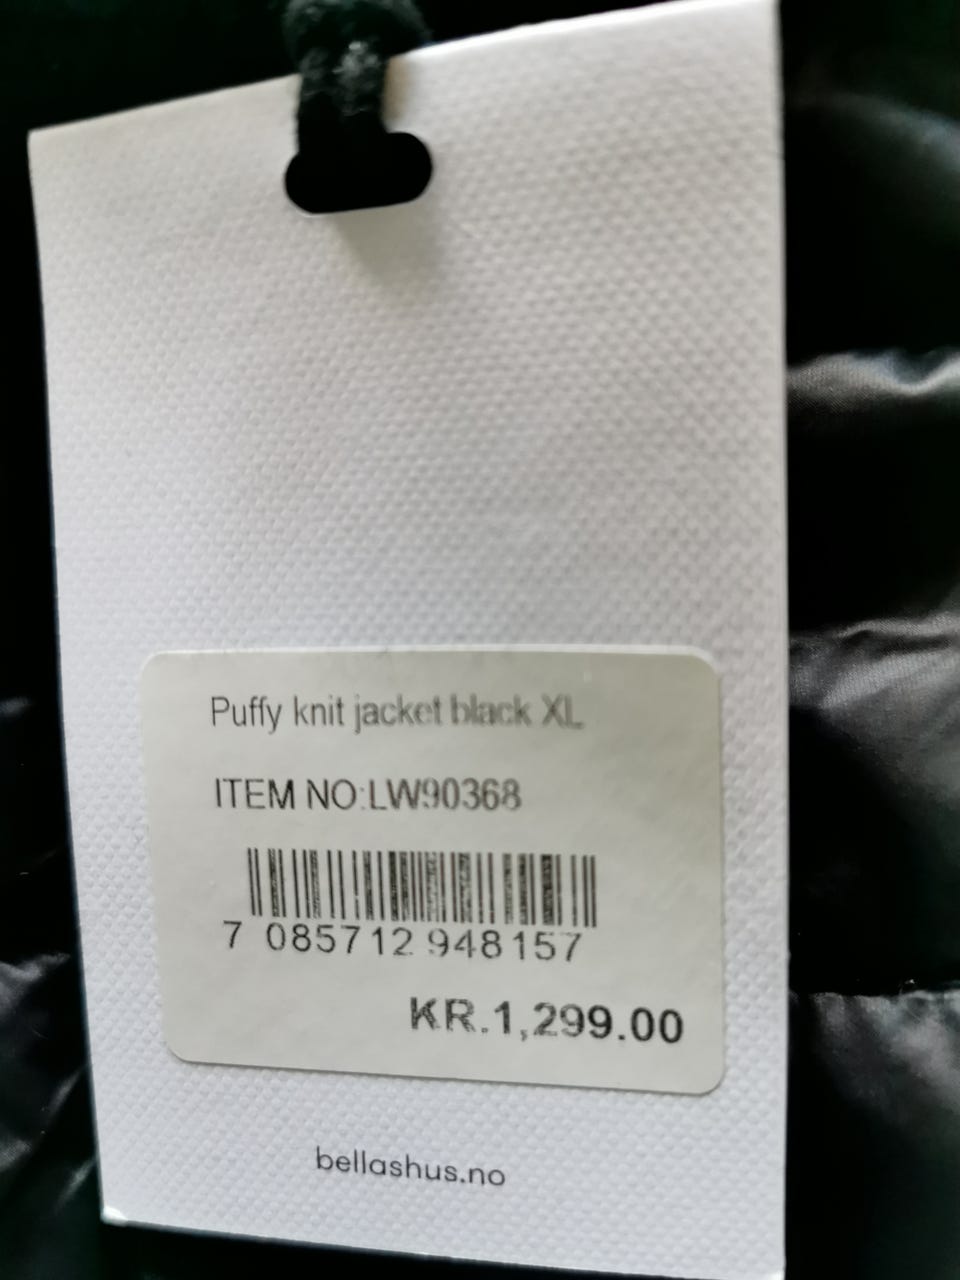 Puffy knit jacket black XL
ITEM NO:LW90368
7 085712 948157
KR.1,299.00
bellashus.no